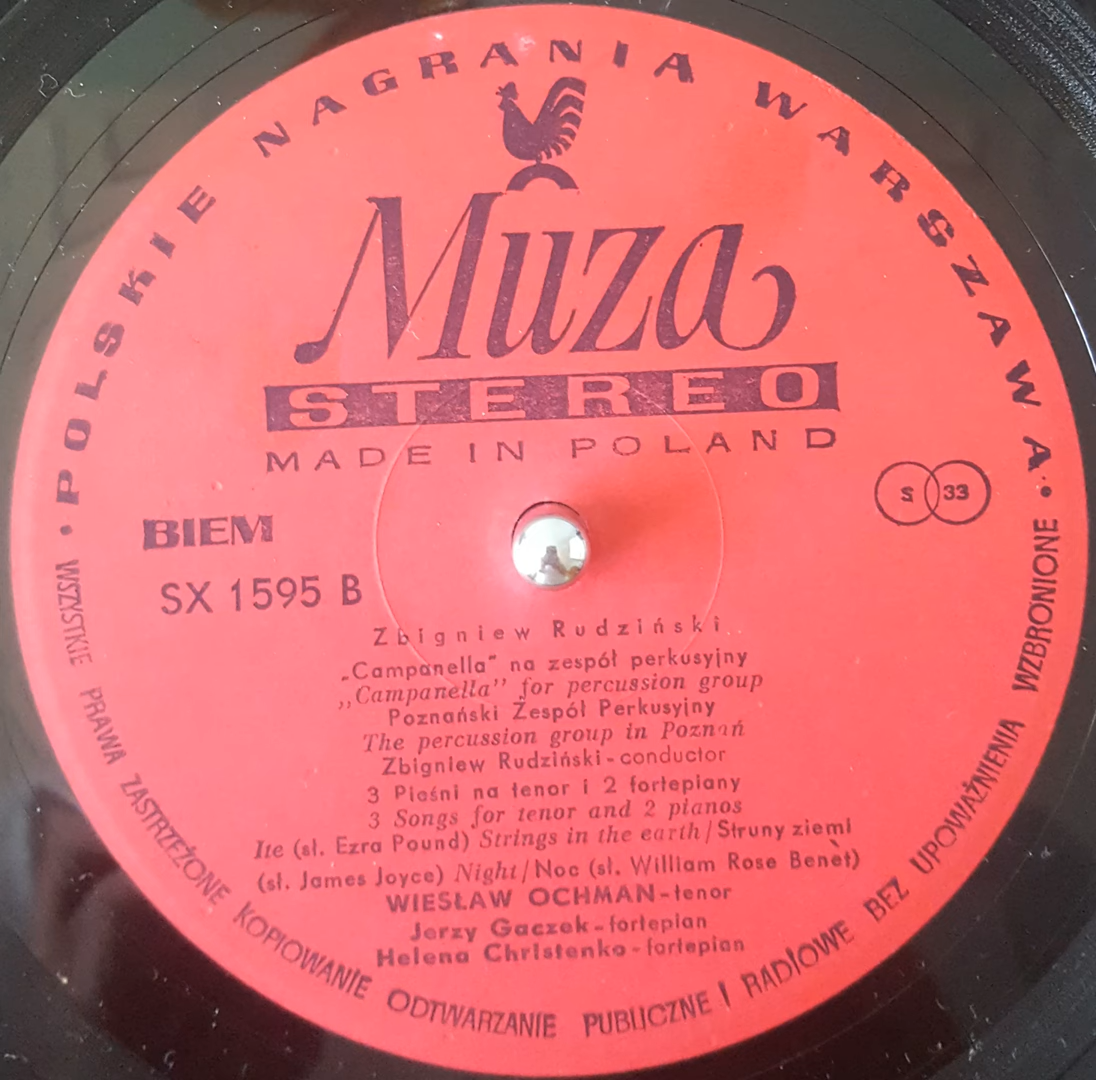 • POLSKIE NAGRANIA WARSZAWA •
Muza
STEREO
MADE IN POLAND
S 33
BIEM
SX 1595 B
Zbigniew Rudziński
„Campanella" na zespół perkusyjny
„Campanella" for percussion group
Poznański Zespół Perkusyjny
The percussion group in Poznań
Zbigniew Rudziński - conductor
3 Pieśni na tenor i 2 fortepiany
3 Songs for tenor and 2 pianos
Ite (sł. Ezra Pound) Strings in the earth / Struny ziemi
(sł. James Joyce) Night / Noc (sł. William Rose Benèt)
WIESŁAW OCHMAN - tenor
Jerzy Gaczek - fortepian
Helena Christenko - fortepian
WSZYSTKIE PRAWA ZASTRZEŻONE KOPIOWANIE ODTWARZANIE PUBLICZNE I RADIOWE BEZ UPOWAŻNIENIA WZBRONIONE